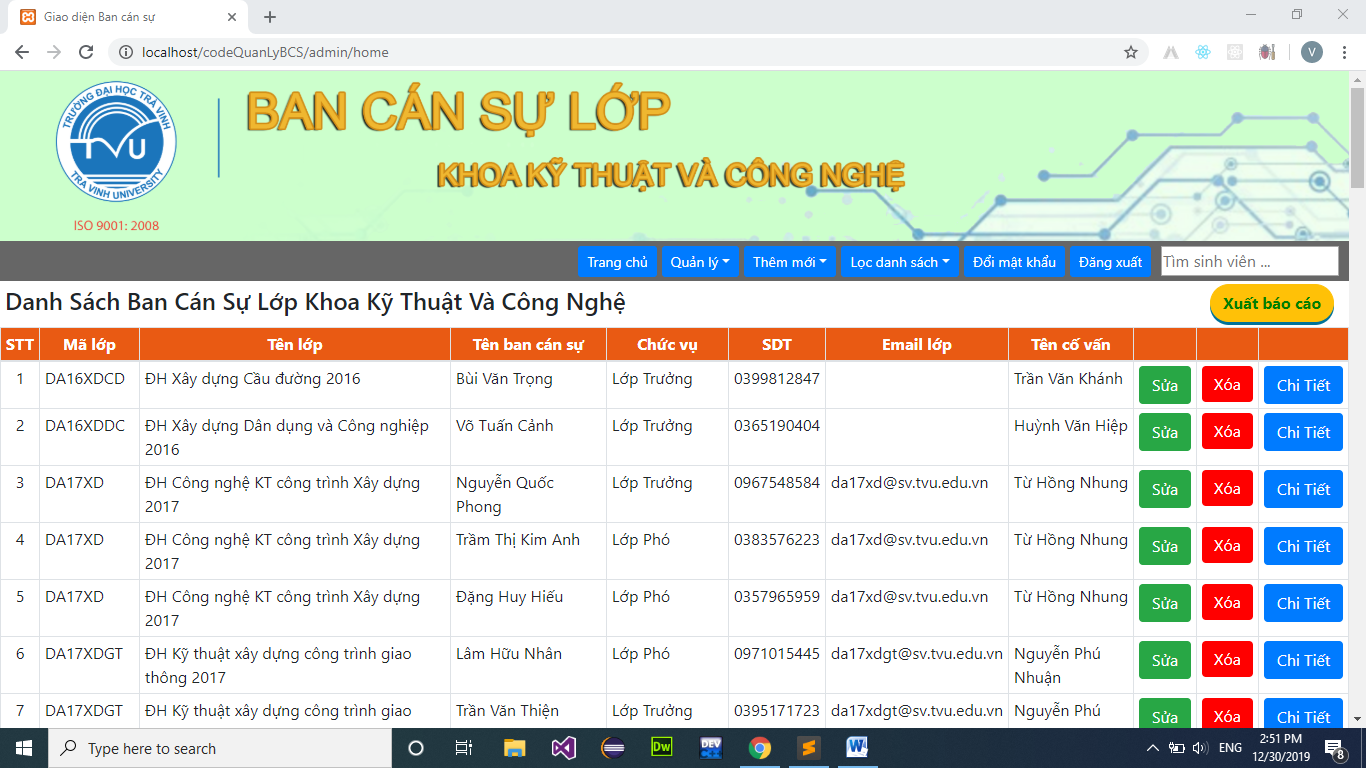 Giao diện Ban cán sự
localhost/codeQuanLyBCS/admin/home
V
TRƯỜNG ĐẠI HỌC TRÀ VINH
TVU
TRA VINH UNIVERSITY
ISO 9001: 2008
BAN CÁN SỰ LỚP
KHOA KỸ THUẬT VÀ CÔNG NGHỆ
Trang chủ Quản lý Thêm mới Lọc danh sách Đổi mật khẩu Đăng xuất Tìm sinh viên ...
Danh Sách Ban Cán Sự Lớp Khoa Kỹ Thuật Và Công Nghệ Xuất báo cáo
STT Mã lớp Tên lớp Tên ban cán sự Chức vụ SDT Email lớp Tên cố vấn
1 DA16XDCD ĐH Xây dựng Cầu đường 2016 Bùi Văn Trọng Lớp Trưởng 0399812847 Trần Văn Khánh Sửa Xóa Chi Tiết
2 DA16XDDC ĐH Xây dựng Dân dụng và Công nghiệp Võ Tuấn Cảnh Lớp Trưởng 0365190404 Huỳnh Văn Hiệp Sửa Xóa Chi Tiết
2016
3 DA17XD ĐH Công nghệ KT công trình Xây dựng Nguyễn Quốc Lớp Trưởng 0967548584 da17xd@sv.tvu.edu.vn Từ Hồng Nhung Sửa Xóa Chi Tiết
2017 Phong
4 DA17XD ĐH Công nghệ KT công trình Xây dựng Trầm Thị Kim Anh Lớp Phó 0383576223 da17xd@sv.tvu.edu.vn Từ Hồng Nhung Sửa Xóa Chi Tiết
2017
5 DA17XD ĐH Công nghệ KT công trình Xây dựng Đặng Huy Hiếu Lớp Phó 0357965959 da17xd@sv.tvu.edu.vn Từ Hồng Nhung Sửa Xóa Chi Tiết
2017
6 DA17XDGT ĐH Kỹ thuật xây dựng công trình giao Lâm Hữu Nhân Lớp Phó 0971015445 da17xdgt@sv.tvu.edu.vn Nguyễn Phú Sửa Xóa Chi Tiết
thông 2017 Nhuận
7 DA17XDGT ĐH Kỹ thuật xây dựng công trình giao Trần Văn Thiện Lớp Trưởng 0395171723 da17xdgt@sv.tvu.edu.vn Nguyễn Phú Sửa Xóa Chi Tiết
Type here to search Dw DEV W ENG 2:51 PM
12/30/2019 8